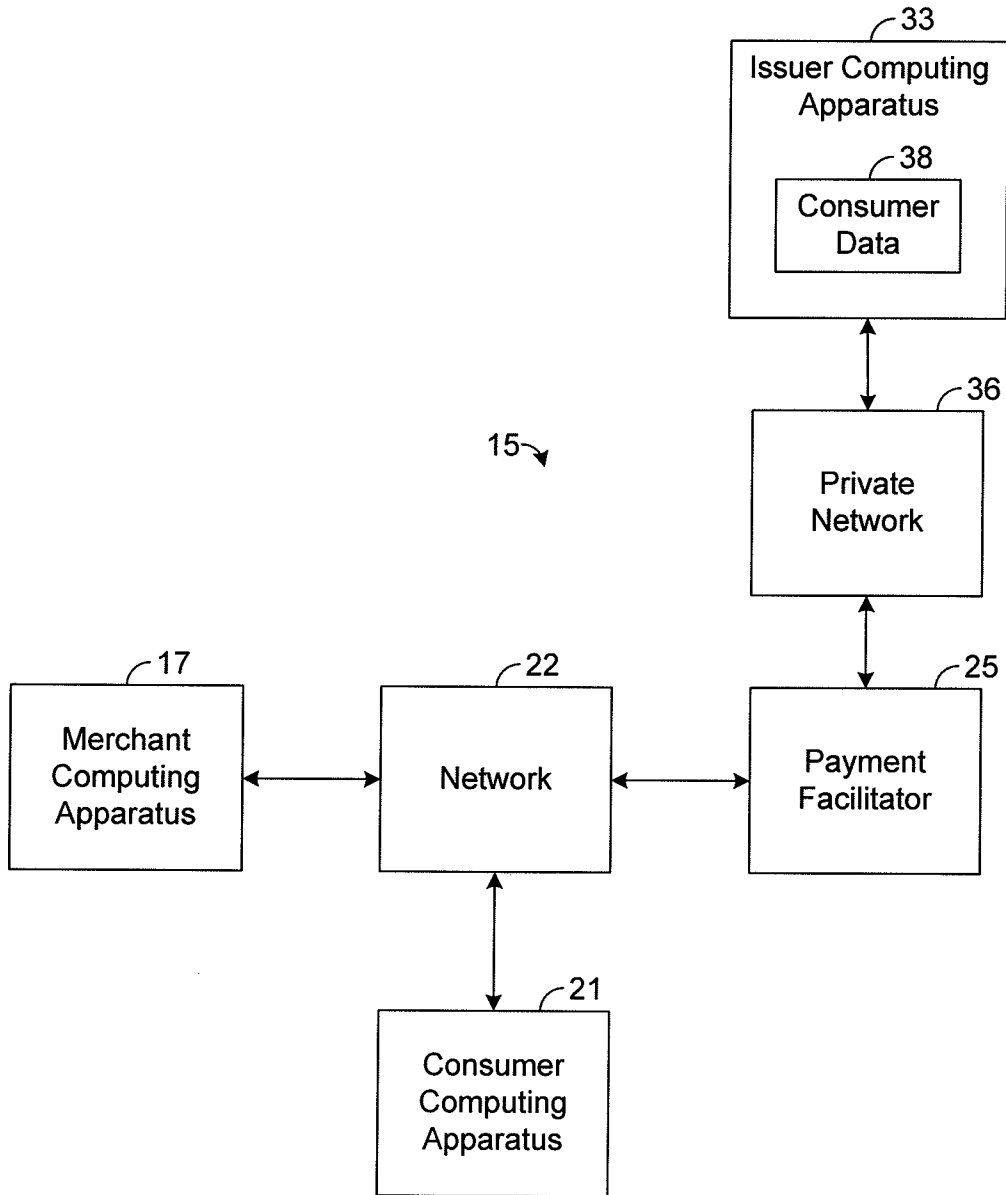 33
Issuer Computing
Apparatus
38
Consumer
Data
36
Private
Network
15
17
Merchant
Computing
Apparatus
22
Network
25
Payment
Facilitator
21
Consumer
Computing
Apparatus